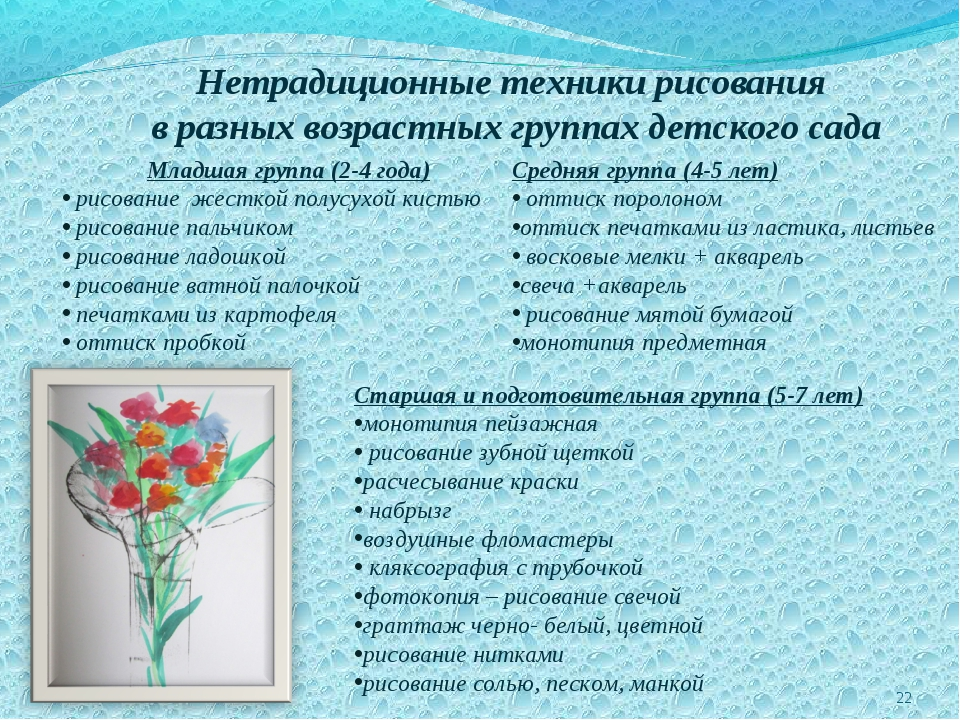 Нетрадиционные техники рисования
в разных возрастных группах детского сада
Младшая группа (2-4 года)
• рисование жесткой полусухой кистью
• рисование пальчиком
• рисование ладошкой
• рисование ватной палочкой
• печатками из картофеля
• оттиск пробкой
Средняя группа (4-5 лет)
• оттиск поролоном
•оттиск печатками из ластика, листьев
• восковые мелки + акварель
•свеча +акварель
• рисование мятой бумагой
•монотипия предметная
Старшая и подготовительная группа (5-7 лет)
•монотипия пейзажная
• рисование зубной щеткой
•расчесывание краски
• набрызг
•воздушные фломастеры
• кляксография с трубочкой
•фотокопия – рисование свечой
•граттаж черно- белый, цветной
•рисование нитками
•рисование солью, песком, манкой
22